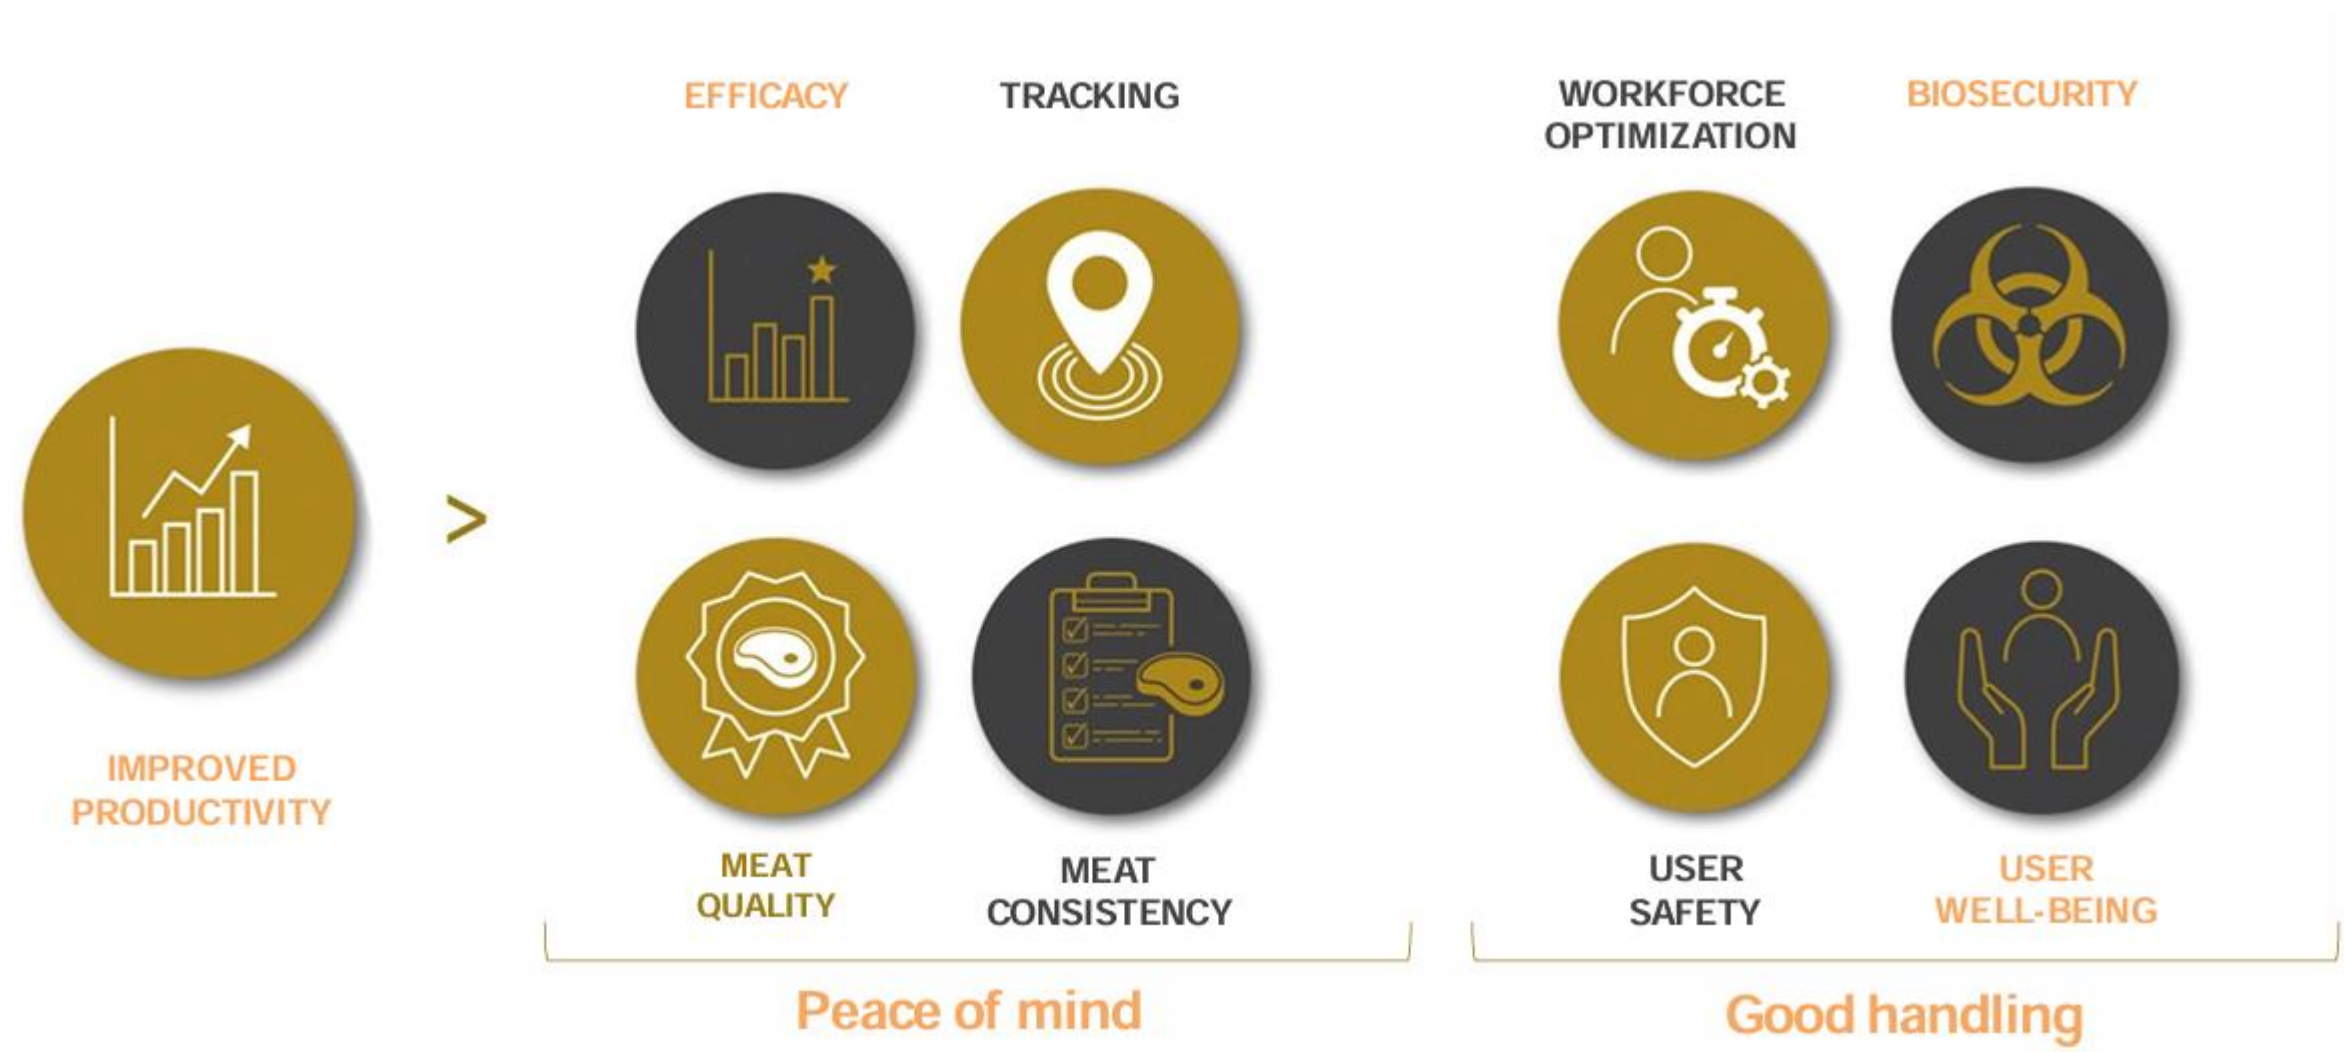 EFFICACY
TRACKING
WORKFORCE
OPTIMIZATION
BIOSECURITY
>
IMPROVED
PRODUCTIVITY
MEAT
QUALITY
MEAT
CONSISTENCY
USER
SAFETY
USER
WELL-BEING
Peace of mind
Good handling